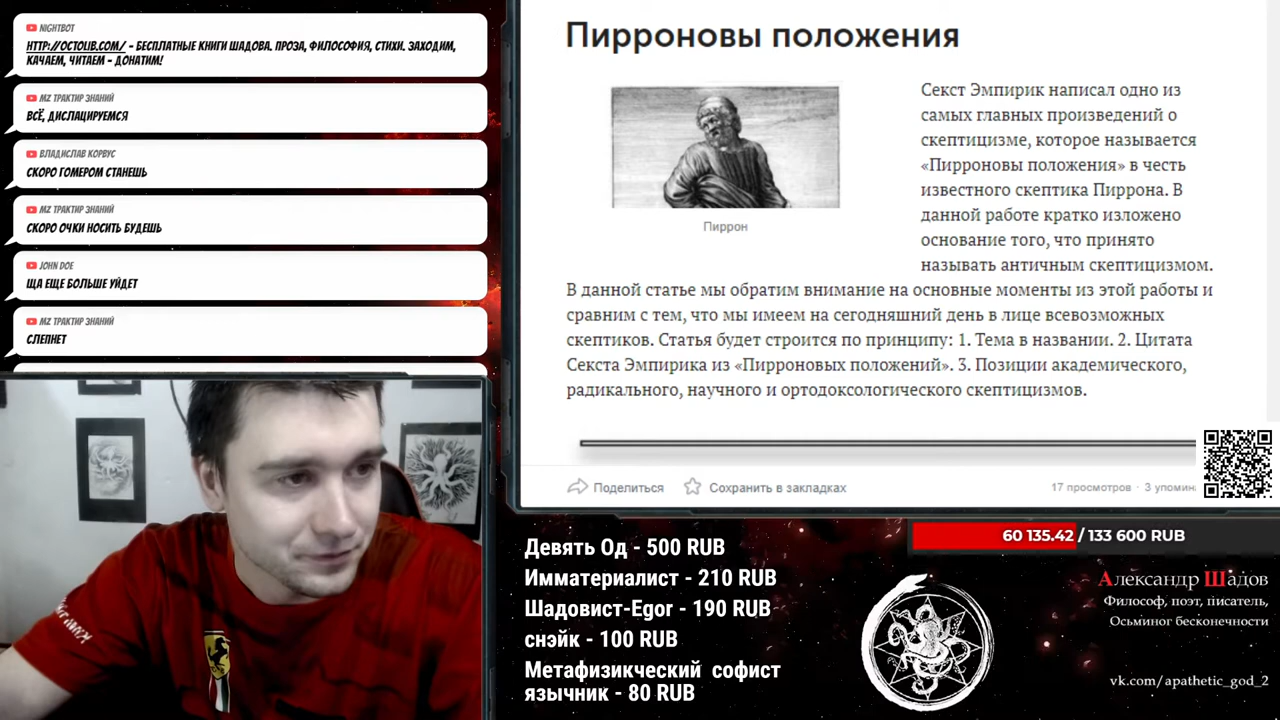 NIGHTBOT
HTTP://OCTOLIB.COM/ - БЕСПЛАТНЫЕ КНИГИ ШАДОВА. ПРОЗА, ФИЛОСОФИЯ, СТИХИ. ЗАХОДИМ,
КАЧАЕМ, ЧИТАЕМ - ДОНАТИМ!
MZ ТРАКТИР ЗНАНИЙ
ВСЁ, ДИСЛАЦИРУЕМСЯ
ВЛАДИСЛАВ КОРВУС
СКОРО ГОМЕРОМ СТАНЕШЬ
MZ ТРАКТИР ЗНАНИЙ
СКОРО ОЧКИ НОСИТЬ БУДЕШЬ
JOHN DOE
ЩА ЕЩЕ БОЛЬШЕ УЙДЕТ
MZ ТРАКТИР ЗНАНИЙ
СЛЕПНЕТ
Пирроновы положения
Секст Эмпирик написал одно из
самых главных произведений о
скептицизме, которое называется
«Пирроновы положения» в честь
известного скептика Пиррона. В
данной работе кратко изложено
основание того, что принято
называть античным скептицизмом.
Пиррон
В данной статье мы обратим внимание на основные моменты из этой работы и
сравним с тем, что мы имеем на сегодняшний день в лице всевозможных
скептиков. Статья будет строится по принципу: 1. Тема в названии. 2. Цитата
Секста Эмпирика из «Пирроновых положений». 3. Позиции академического,
радикального, научного и ортодоксологического скептицизмов.
Поделиться
Сохранить в закладках
17 просмотров · 3 упомин
Девять Од - 500 RUB
Имматериалист - 210 RUB
Шадовист-Egor - 190 RUB
снэйк - 100 RUB
Метафизикческий софист
язычник - 80 RUB
60 135.42 / 133 600 RUB
Александр Шадов
Философ, поэт, писатель,
Осьминог бесконечности
vk.com/apathetic_god_2